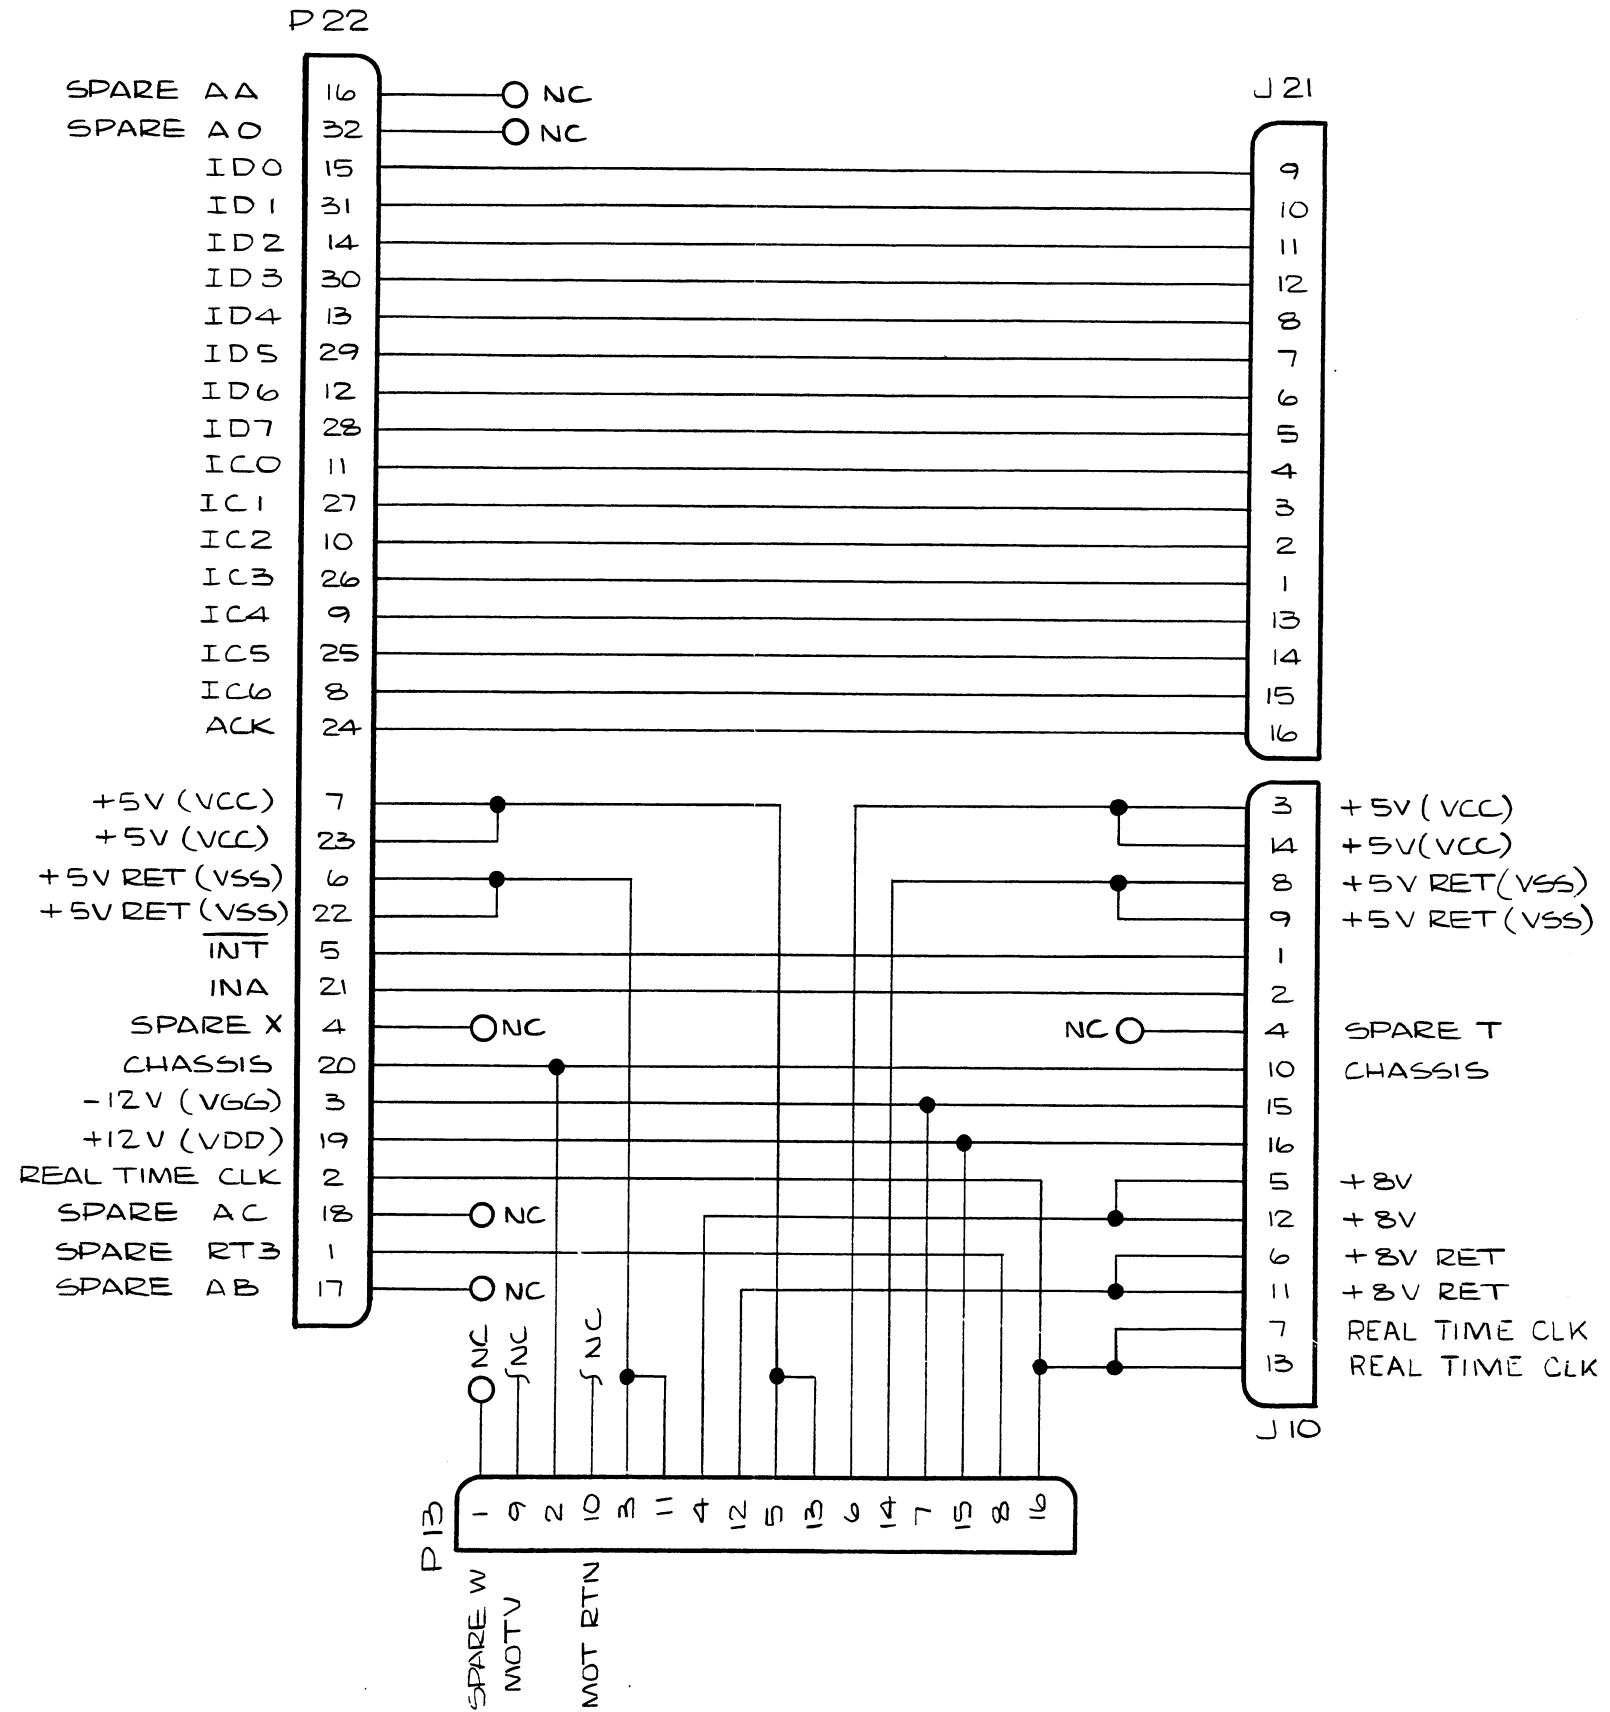 P22
SPARE AA 16 NC
SPARE AO 32 NC
ID0 15
ID1 31
ID2 14
ID3 30
ID4 13
ID5 29
ID6 12
ID7 28
IC0 11
IC1 27
IC2 10
IC3 26
IC4 9
IC5 25
IC6 8
ACK 24
+5V (VCC) 7
+5V (VCC) 23
+5V RET (VSS) 6
+5V RET (VSS) 22
INT 5
INA 21
SPARE X 4 NC
CHASSIS 20
-12V (VGG) 3
+12V (VDD) 19
REAL TIME CLK 2
SPARE AC 18 NC
SPARE RT3 1
SPARE AB 17 NC
J21
9
10
11
12
8
7
6
5
4
3
2
1
13
14
15
16
3 +5V (VCC)
14 +5V (VCC)
8 +5V RET (VSS)
9 +5V RET (VSS)
1
2
NC 4 SPARE T
10 CHASSIS
15
16
5 +8V
12 +8V
6 +8V RET
11 +8V RET
7 REAL TIME CLK
13 REAL TIME CLK
J10
NC
NC
NC
P13
1 9 2 10 3 11 4 12 5 13 6 14 7 15 8 16
SPARE W
MOTV
MOT RTN